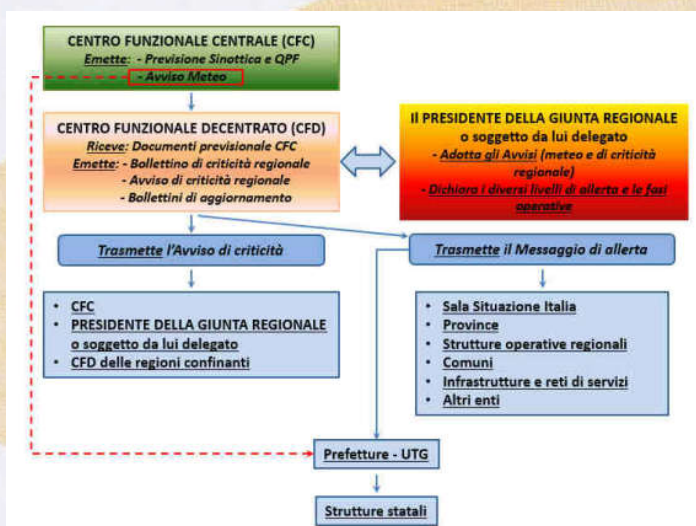 CENTRO FUNZIONALE CENTRALE (CFC)
Emette: - Previsione Sinottica e QPF
- Avviso Meteo
CENTRO FUNZIONALE DECENTRATO (CFD)
Riceve: Documenti previsionale CFC
Emette: - Bollettino di criticità regionale
- Avviso di criticità regionale
- Bollettini di aggiornamento
Il PRESIDENTE DELLA GIUNTA REGIONALE
o soggetto da lui delegato
- Adotta gli Avvisi (meteo e di criticità
regionale)
- Dichiara i diversi livelli di allerta e le fasi
operative
Trasmette l'Avviso di criticità
Trasmette il Messaggio di allerta
• CFC
• PRESIDENTE DELLA GIUNTA REGIONALE
o soggetto da lui delegato
• CFD delle regioni confinanti
• Sala Situazione Italia
• Province
• Strutture operative regionali
• Comuni
• Infrastrutture e reti di servizi
• Altri enti
Prefetture - UTG
Strutture statali